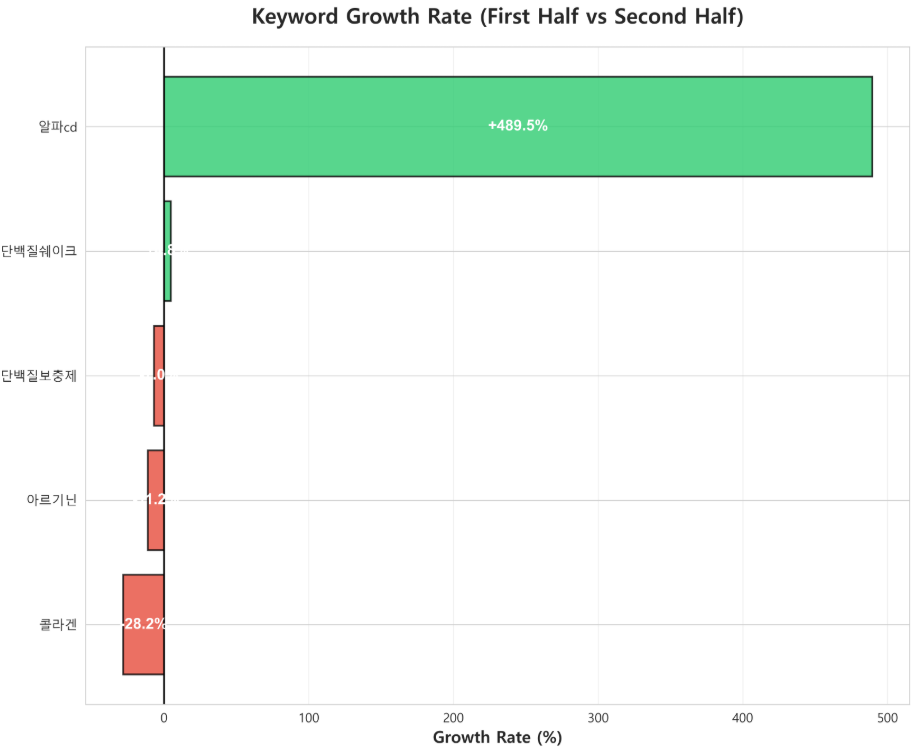 Keyword Growth Rate (First Half vs Second Half)
알파cd
+489.5%
단백질쉐이크
단백질보충제
아르기닌
콜라겐
-28.2%
0 100 200 300 400 500
Growth Rate (%)